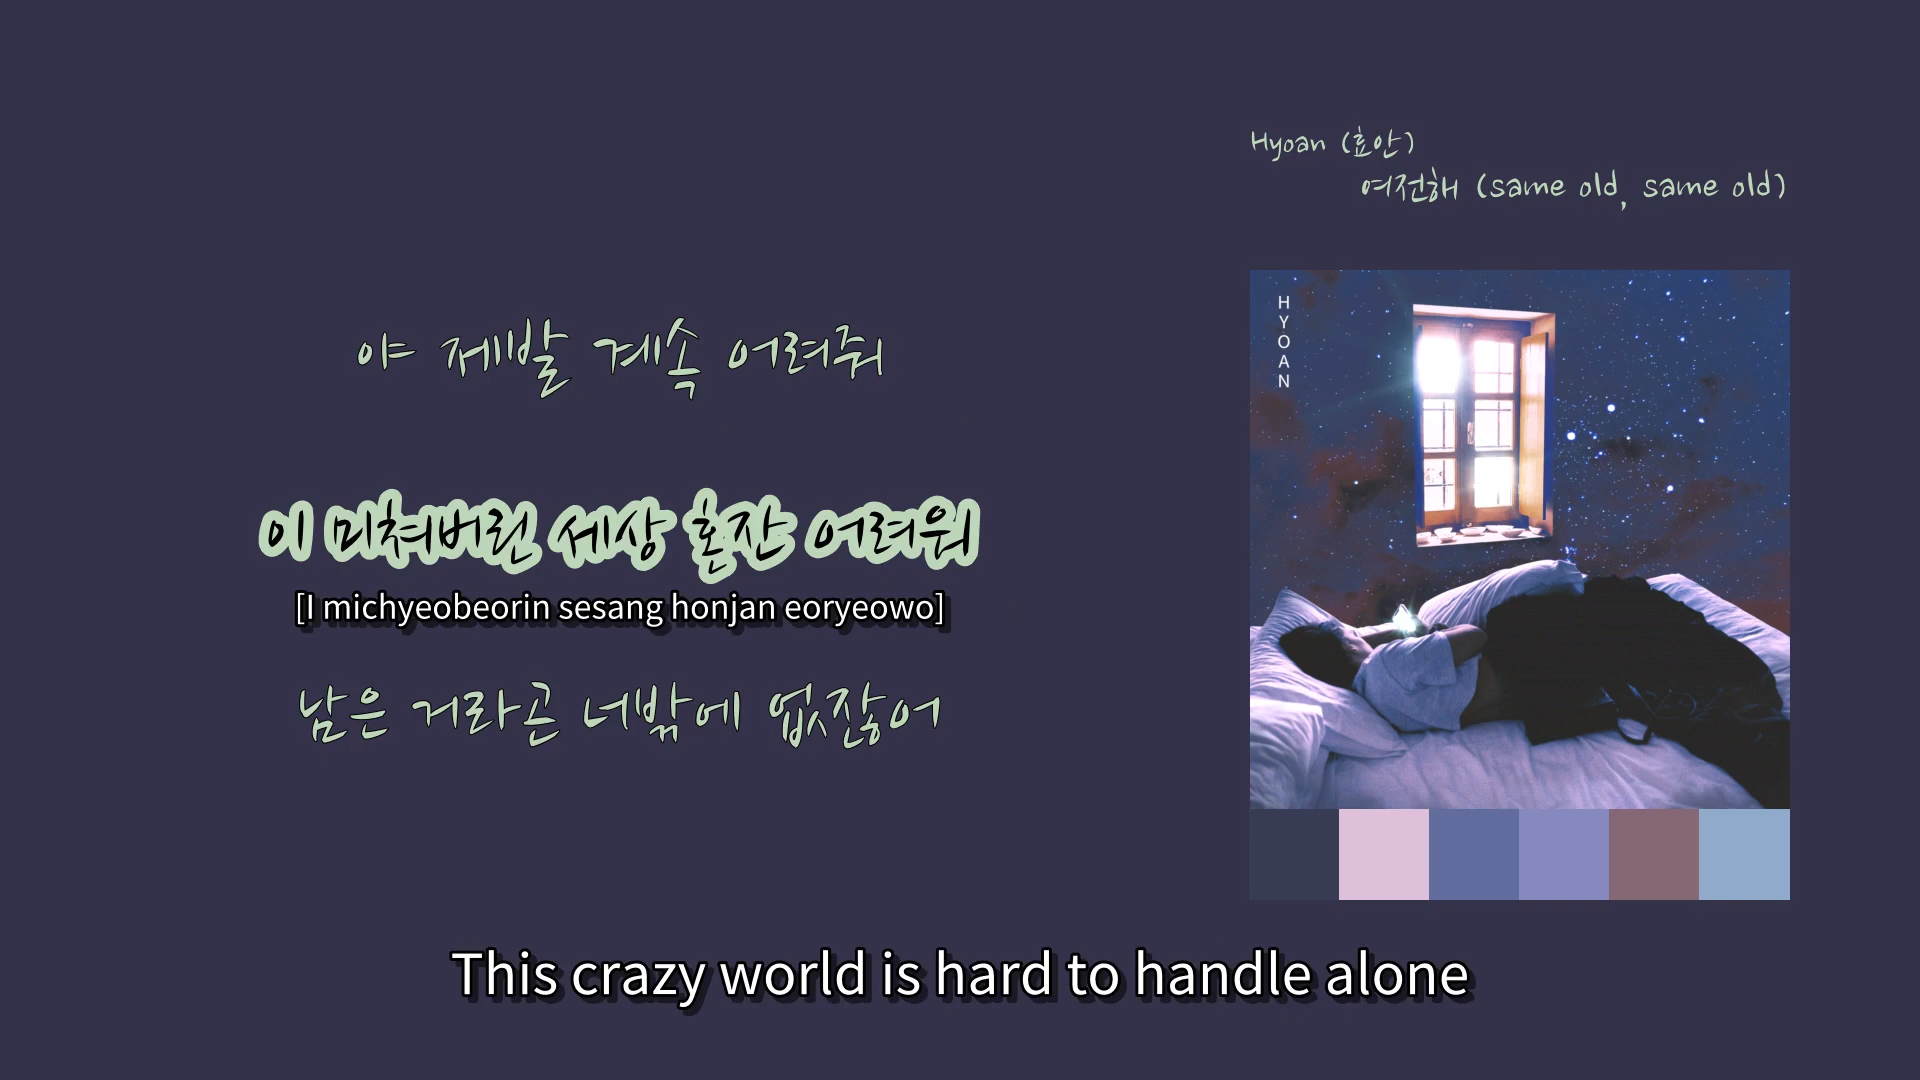 Hyoan (효안)
여전해 (same old, same old)
HYOAN
야 제발 계속 어려줘
이 미쳐버린 세상 혼잔 어려워
[I michyeobeorin sesang honjan eoryeowo]
남은 거라곤 너밖에 없잖어
This crazy world is hard to handle alone